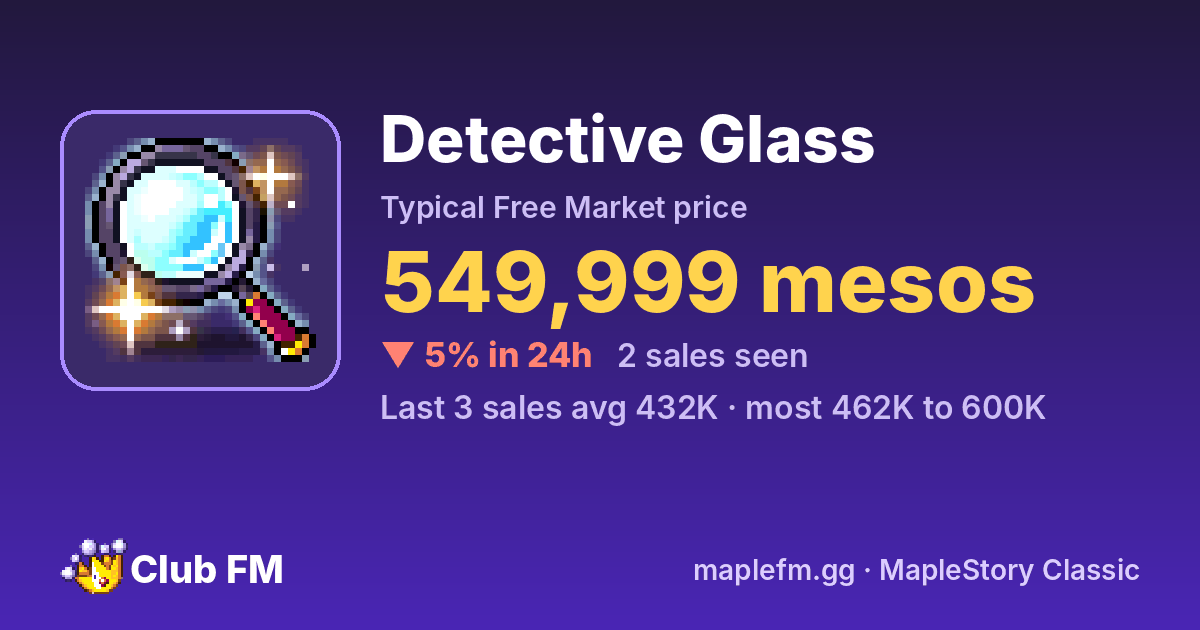 Detective Glass
Typical Free Market price
549,999 mesos
▼ 5% in 24h 2 sales seen
Last 3 sales avg 432K · most 462K to 600K
Club FM
maplefm.gg · MapleStory Classic